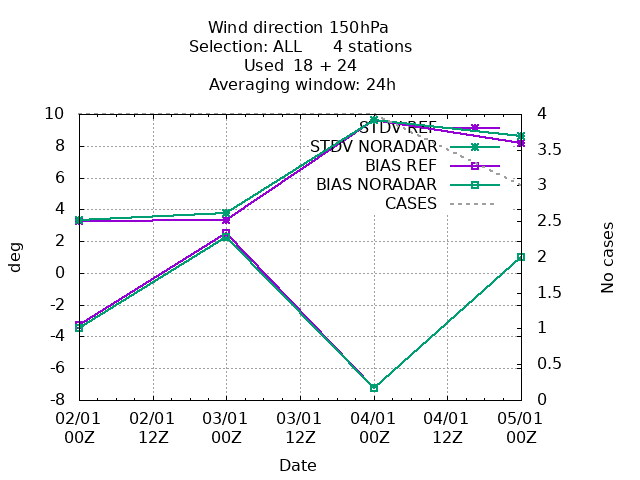 Wind direction 150hPa
Selection: ALL 4 stations
Used 18 + 24
Averaging window: 24h
10
8
6
4
2
0
-2
-4
-6
-8
deg
4
3.5
3
2.5
2
1.5
1
0.5
0
No cases
STDV REF
STDV NORADAR
BIAS REF
BIAS NORADAR
CASES
02/01 02/01 03/01 03/01 04/01 04/01 05/01
00Z 12Z 00Z 12Z 00Z 12Z 00Z
Date